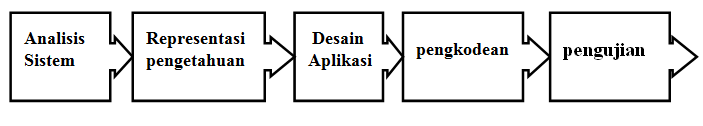 Analisis
Sistem
Representasi
pengetahuan
Desain
Aplikasi
pengkodean
pengujian